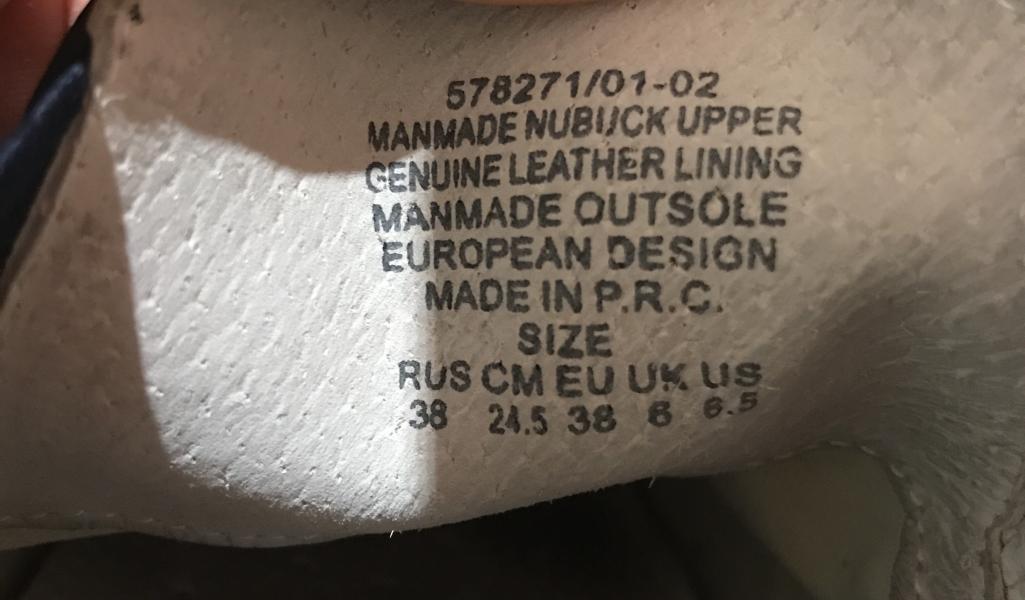 578271/01-02
MANMADE NUBUCK UPPER
GENUINE LEATHER LINING
MANMADE OUTSOLE
EUROPEAN DESIGN
MADE IN P.R.C.
SIZE
RUS CM EU UK US
38 24.5 38 6 6.5